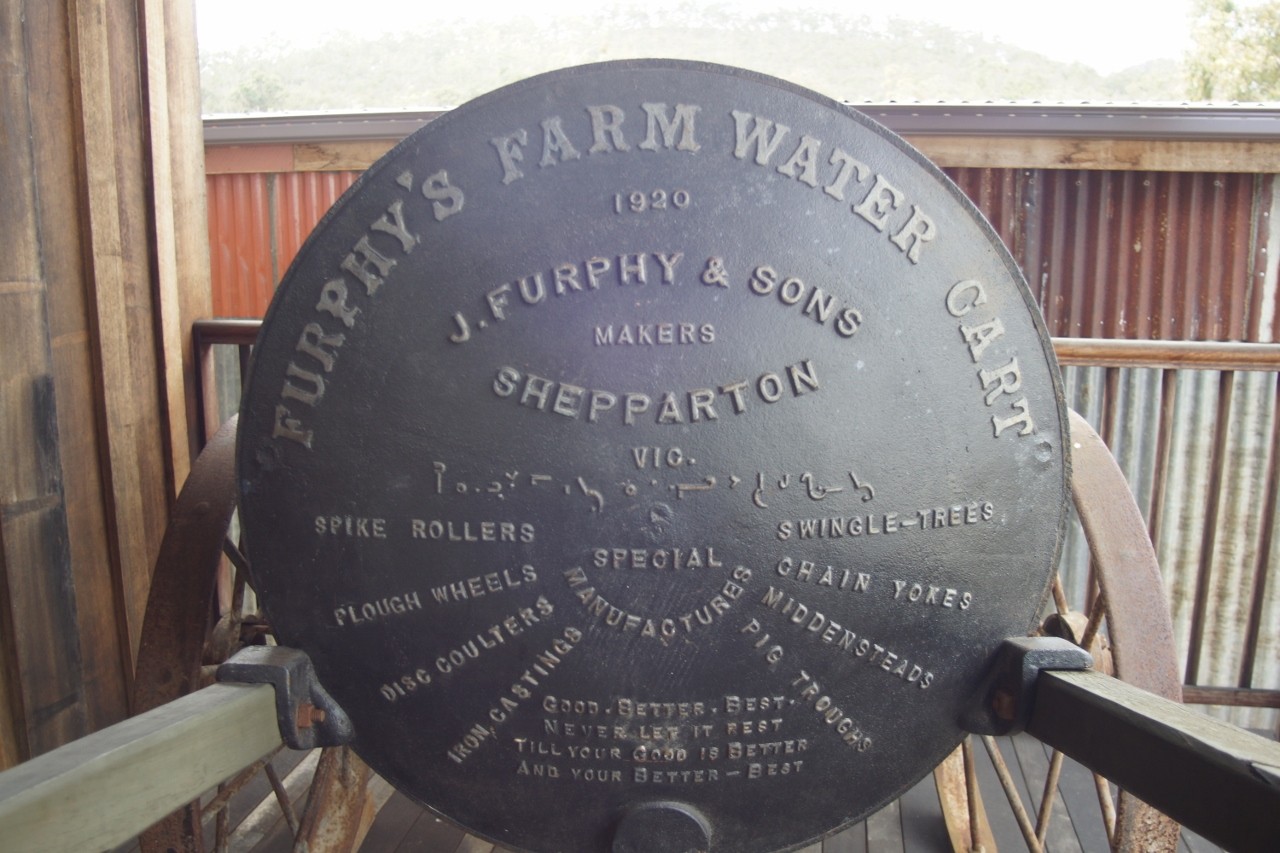 "FURPHY'S FARM WATER CART"
1920
J. FURPHY & SONS
MAKERS
SHEPPARTON
VIC.
SPIKE ROLLERS
PLOUGH WHEELS
DISC COULTERS
IRON CASTINGS
SPECIAL
MANUFACTURES
SWINGLE-TREES
CHAIN YOKES
MIDDENSTEADS
PIG TROUGHS
GOOD. BETTER. BEST.
NEVER LET IT REST
TILL YOUR GOOD IS BETTER
AND YOUR BETTER - BEST